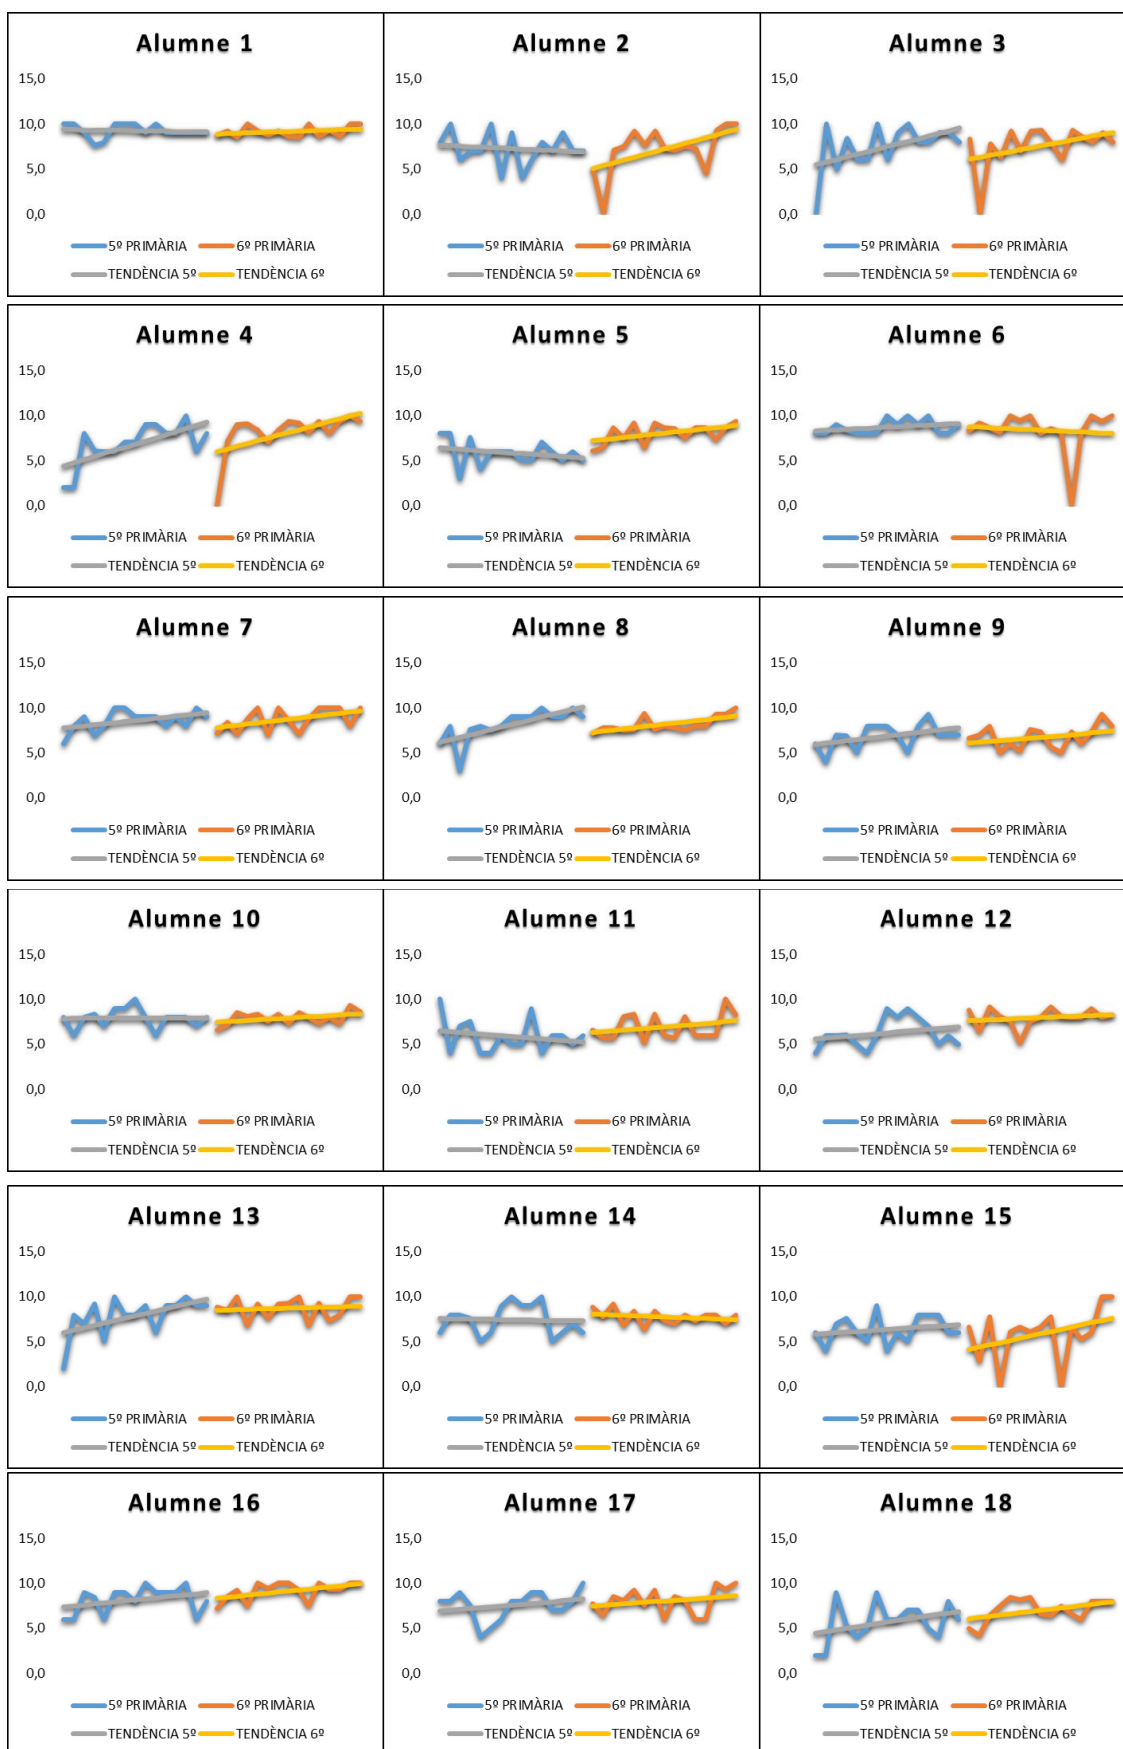 Alumne 1
15,0
10,0
5,0
0,0
5º PRIMÀRIA 6º PRIMÀRIA
TENDÈNCIA 5º TENDÈNCIA 6º
Alumne 2
15,0
10,0
5,0
0,0
5º PRIMÀRIA 6º PRIMÀRIA
TENDÈNCIA 5º TENDÈNCIA 6º
Alumne 3
15,0
10,0
5,0
0,0
5º PRIMÀRIA 6º PRIMÀRIA
TENDÈNCIA 5º TENDÈNCIA 6º
Alumne 4
15,0
10,0
5,0
0,0
5º PRIMÀRIA 6º PRIMÀRIA
TENDÈNCIA 5º TENDÈNCIA 6º
Alumne 5
15,0
10,0
5,0
0,0
5º PRIMÀRIA 6º PRIMÀRIA
TENDÈNCIA 5º TENDÈNCIA 6º
Alumne 6
15,0
10,0
5,0
0,0
5º PRIMÀRIA 6º PRIMÀRIA
TENDÈNCIA 5º TENDÈNCIA 6º
Alumne 7
15,0
10,0
5,0
0,0
5º PRIMÀRIA 6º PRIMÀRIA
TENDÈNCIA 5º TENDÈNCIA 6º
Alumne 8
15,0
10,0
5,0
0,0
5º PRIMÀRIA 6º PRIMÀRIA
TENDÈNCIA 5º TENDÈNCIA 6º
Alumne 9
15,0
10,0
5,0
0,0
5º PRIMÀRIA 6º PRIMÀRIA
TENDÈNCIA 5º TENDÈNCIA 6º
Alumne 10
15,0
10,0
5,0
0,0
5º PRIMÀRIA 6º PRIMÀRIA
TENDÈNCIA 5º TENDÈNCIA 6º
Alumne 11
15,0
10,0
5,0
0,0
5º PRIMÀRIA 6º PRIMÀRIA
TENDÈNCIA 5º TENDÈNCIA 6º
Alumne 12
15,0
10,0
5,0
0,0
5º PRIMÀRIA 6º PRIMÀRIA
TENDÈNCIA 5º TENDÈNCIA 6º
Alumne 13
15,0
10,0
5,0
0,0
5º PRIMÀRIA 6º PRIMÀRIA
TENDÈNCIA 5º TENDÈNCIA 6º
Alumne 14
15,0
10,0
5,0
0,0
5º PRIMÀRIA 6º PRIMÀRIA
TENDÈNCIA 5º TENDÈNCIA 6º
Alumne 15
15,0
10,0
5,0
0,0
5º PRIMÀRIA 6º PRIMÀRIA
TENDÈNCIA 5º TENDÈNCIA 6º
Alumne 16
15,0
10,0
5,0
0,0
5º PRIMÀRIA 6º PRIMÀRIA
TENDÈNCIA 5º TENDÈNCIA 6º
Alumne 17
15,0
10,0
5,0
0,0
5º PRIMÀRIA 6º PRIMÀRIA
TENDÈNCIA 5º TENDÈNCIA 6º
Alumne 18
15,0
10,0
5,0
0,0
5º PRIMÀRIA 6º PRIMÀRIA
TENDÈNCIA 5º TENDÈNCIA 6º